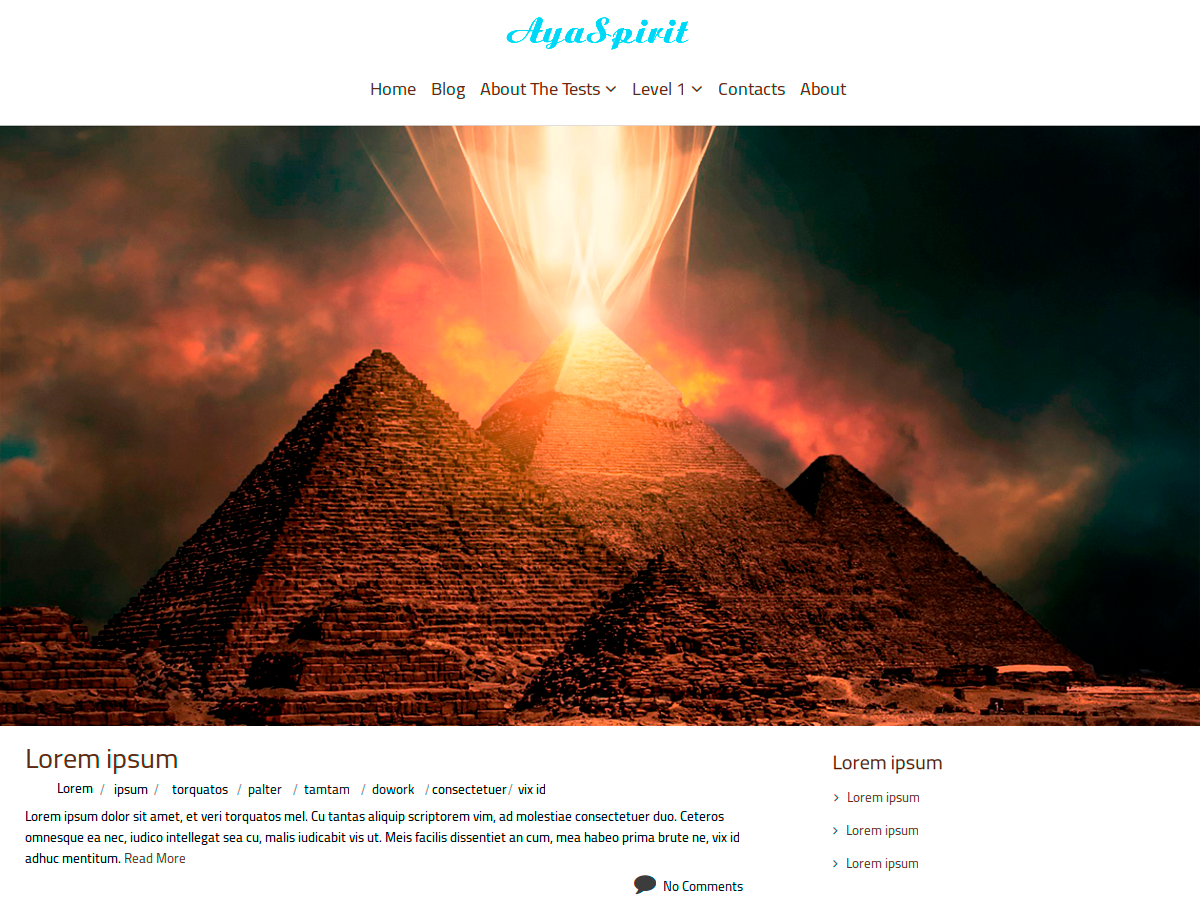 AyaSpirit
Home Blog About The Tests Level 1 Contacts About
Lorem ipsum
Lorem / ipsum / torquatos / palter / tamtam / dowork / consectetuer / vix id
Lorem ipsum dolor sit amet, et veri torquatos mel. Cu tantas aliquip scriptorem vim, ad molestiae consectetuer duo. Ceteros
omnesque ea nec, iudico intellegat sea cu, malis iudicabit vis ut. Meis facilis dissentiet an cum, mea habeo prima brute ne, vix id
adhuc mentitum. Read More
No Comments
Lorem ipsum
Lorem ipsum
Lorem ipsum
Lorem ipsum